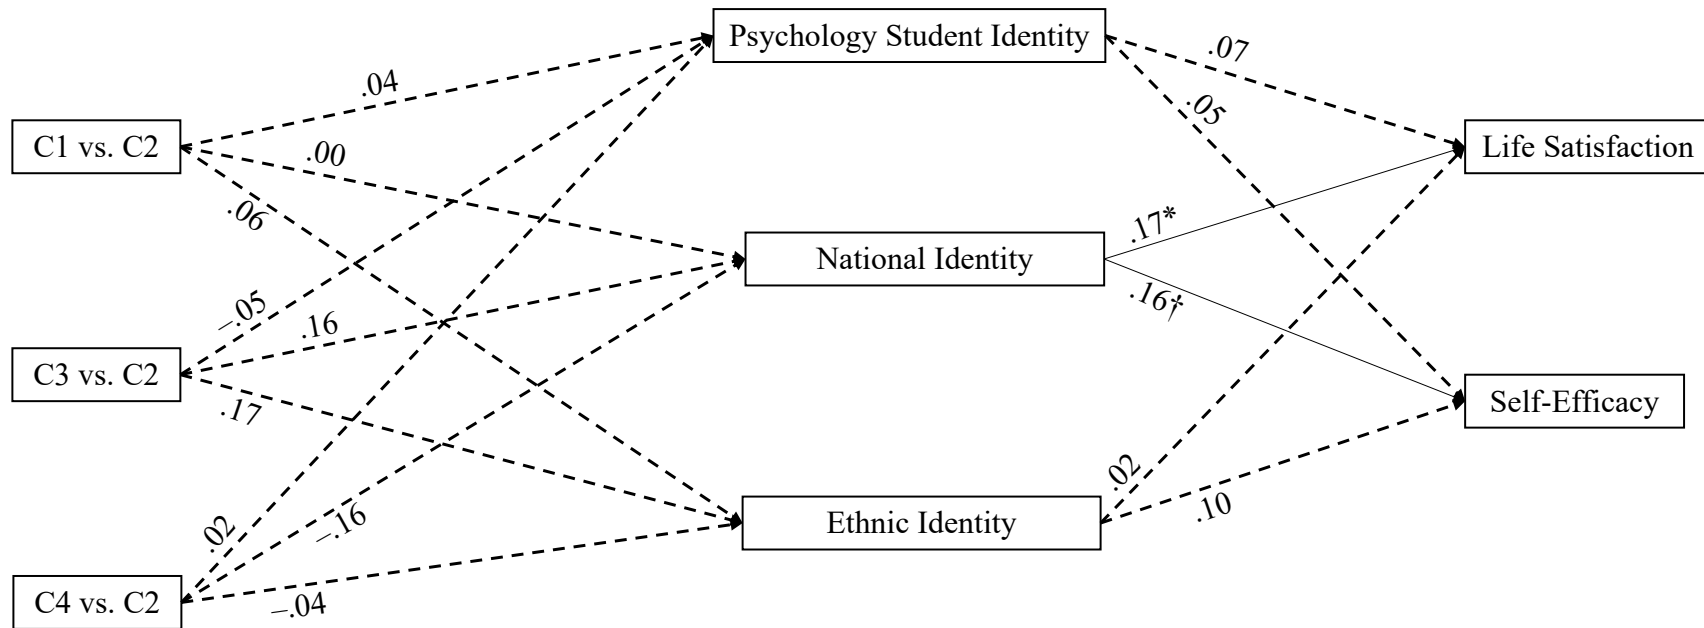 Psychology Student Identity
.07
.04
.05
C1 vs. C2
Life Satisfaction
.00
.06
.17*
National Identity
.16†
–.05
.16
C3 vs. C2
Self-Efficacy
.17
.02
.10
Ethnic Identity
.02
–.16
C4 vs. C2
–.04